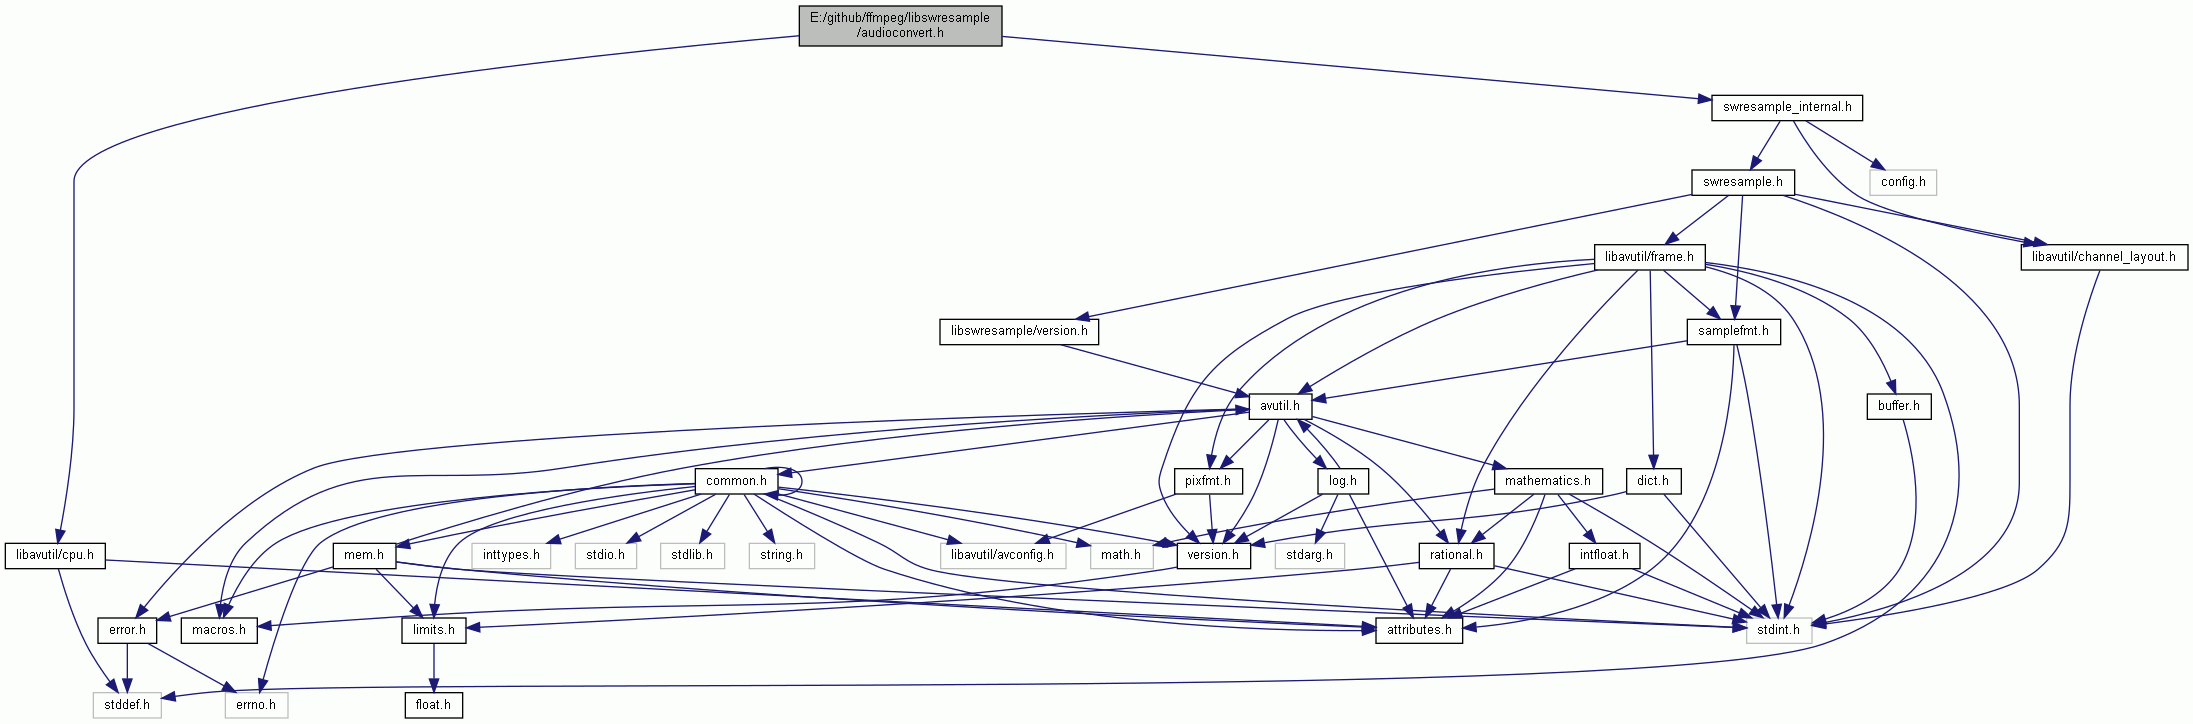 E:/github/ffmpeg/libswresample
/audioconvert.h
swresample_internal.h
swresample.h
config.h
libavutil/frame.h
libavutil/channel_layout.h
libswresample/version.h
samplefmt.h
avutil.h
buffer.h
common.h
pixfmt.h
log.h
mathematics.h
dict.h
libavutil/cpu.h
mem.h
inttypes.h
stdio.h
stdlib.h
string.h
libavutil/avconfig.h
math.h
version.h
stdarg.h
rational.h
intfloat.h
error.h
macros.h
limits.h
attributes.h
stdint.h
stddef.h
errno.h
float.h